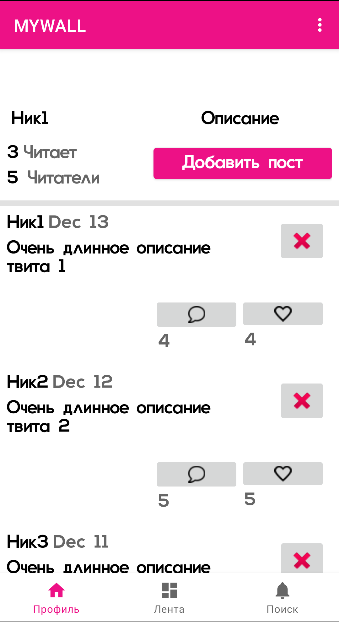 MYWALL
Ник1 Описание
3 Читает
Добавить пост
5 Читатели
Ник1 Dec 13
Очень длинное описание
твита 1
4 4
Ник2 Dec 12
Очень длинное описание
твита 2
5 5
Ник3 Dec 11
Очень длинное описание
Профиль Лента Поиск